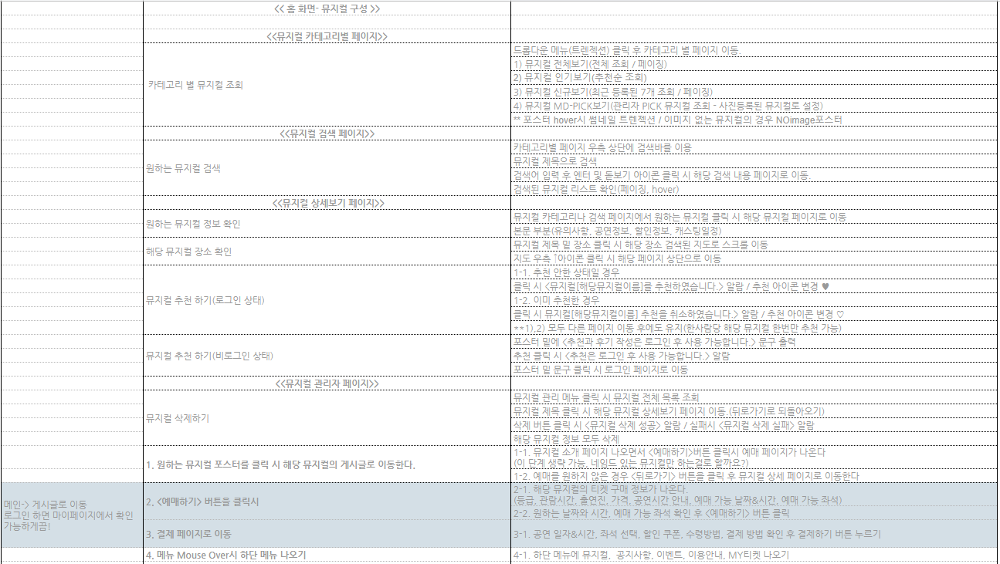 << 홈 화면- 뮤지컬 구성 >>
<<뮤지컬 카테고리별 페이지>>
카테고리 별 뮤지컬 조회
드롭다운 메뉴(트렌젝션) 클릭 후 카테고리 별 페이지 이동.
1) 뮤지컬 전체보기(전체 조회 / 페이징)
2) 뮤지컬 인기보기(추천순 조회)
3) 뮤지컬 신규보기(최근 등록된 7개 조회 / 페이징)
4) 뮤지컬 MD-PICK보기(관리자 PICK 뮤지컬 조회 - 사진등록된 뮤지컬로 설정)
** 포스터 hover시 썸네일 트렌젝션 / 이미지 없는 뮤지컬의 경우 NOimage포스터
<<뮤지컬 검색 페이지>>
원하는 뮤지컬 검색
카테고리별 페이지 우측 상단에 검색바를 이용
뮤지컬 제목으로 검색
검색어 입력 후 엔터 및 돋보기 아이콘 클릭 시 해당 검색 내용 페이지로 이동.
검색된 뮤지컬 리스트 확인(페이징, hover)
<<뮤지컬 상세보기 페이지>>
원하는 뮤지컬 정보 확인
뮤지컬 카테고리나 검색 페이지에서 원하는 뮤지컬 클릭 시 해당 뮤지컬 페이지로 이동
본문 부분(유의사항, 공연정보, 할인정보, 캐스팅일정)
해당 뮤지컬 장소 확인
뮤지컬 제목 밑 장소 클릭 시 해당 장소 검색된 지도로 스크롤 이동
지도 우측 ↑아이콘 클릭 시 해당 페이지 상단으로 이동
뮤지컬 추천 하기(로그인 상태)
1-1. 추천 안한 상태일 경우
클릭 시 <뮤지컬[해당뮤지컬이름]를 추천하였습니다.> 알람 / 추천 아이콘 변경 ♥
1-2. 이미 추천한 경우
클릭 시 뮤지컬[해당뮤지컬이름] 추천을 취소하였습니다.> 알람 / 추천 아이콘 변경 ♡
**1),2) 모두 다른 페이지 이동 후에도 유지(한사람당 해당 뮤지컬 한번만 추천 가능)
뮤지컬 추천 하기(비로그인 상태)
포스터 밑에 <추천과 후기 작성은 로그인 후 사용 가능합니다.> 문구 출력
추천 클릭 시 <추천은 로그인 후 사용 가능합니다.> 알람
포스터 밑 문구 클릭 시 로그인 페이지로 이동
<<뮤지컬 관리자 페이지>>
뮤지컬 삭제하기
뮤지컬 관리 메뉴 클릭 시 뮤지컬 전체 목록 조회
뮤지컬 제목 클릭 시 해당 뮤지컬 상세보기 페이지 이동.(뒤로가기로 되돌아오기)
삭제 버튼 클릭 시 <뮤지컬 삭제 성공> 알람 / 실패시 <뮤지컬 삭제 실패> 알람
해당 뮤지컬 정보 모두 삭제
1. 원하는 뮤지컬 포스터를 클릭 시 해당 뮤지컬의 게시글로 이동한다.
1-1. 뮤지컬 소개 페이지 나오면서 <예매하기>버튼 클릭시 예매 페이지가 나온다
(이 단계 생략 가능, 네임드 있는 뮤지컬만 하는걸로 할까요?)
1-2. 예매를 원하지 않은 경우 <뒤로가기> 버튼을 클릭 후 뮤지컬 상세 페이지로 이동한다
메인-> 게시글로 이동
로그인 하면 마이페이지에서 확인
가능하게끔!
2. <예매하기> 버튼을 클릭시
2-1. 해당 뮤지컬의 티켓 구매 정보가 나온다.
(등급, 관람시간, 출연진, 가격, 공연시간 안내, 예매 가능 날짜&시간, 예매 가능 좌석)
2-2. 원하는 날짜와 시간, 예매 가능 좌석 확인 후 <예매하기> 버튼 클릭
3. 결제 페이지로 이동
3-1. 공연 일자&시간, 좌석 선택, 할인 쿠폰, 수령방법, 결제 방법 확인 후 결제하기 버튼 누르기
4. 메뉴 Mouse Over시 하단 메뉴 나오기
4-1. 하단 메뉴에 뮤지컬,  공지사항, 이벤트, 이용안내, MY티켓 나오기